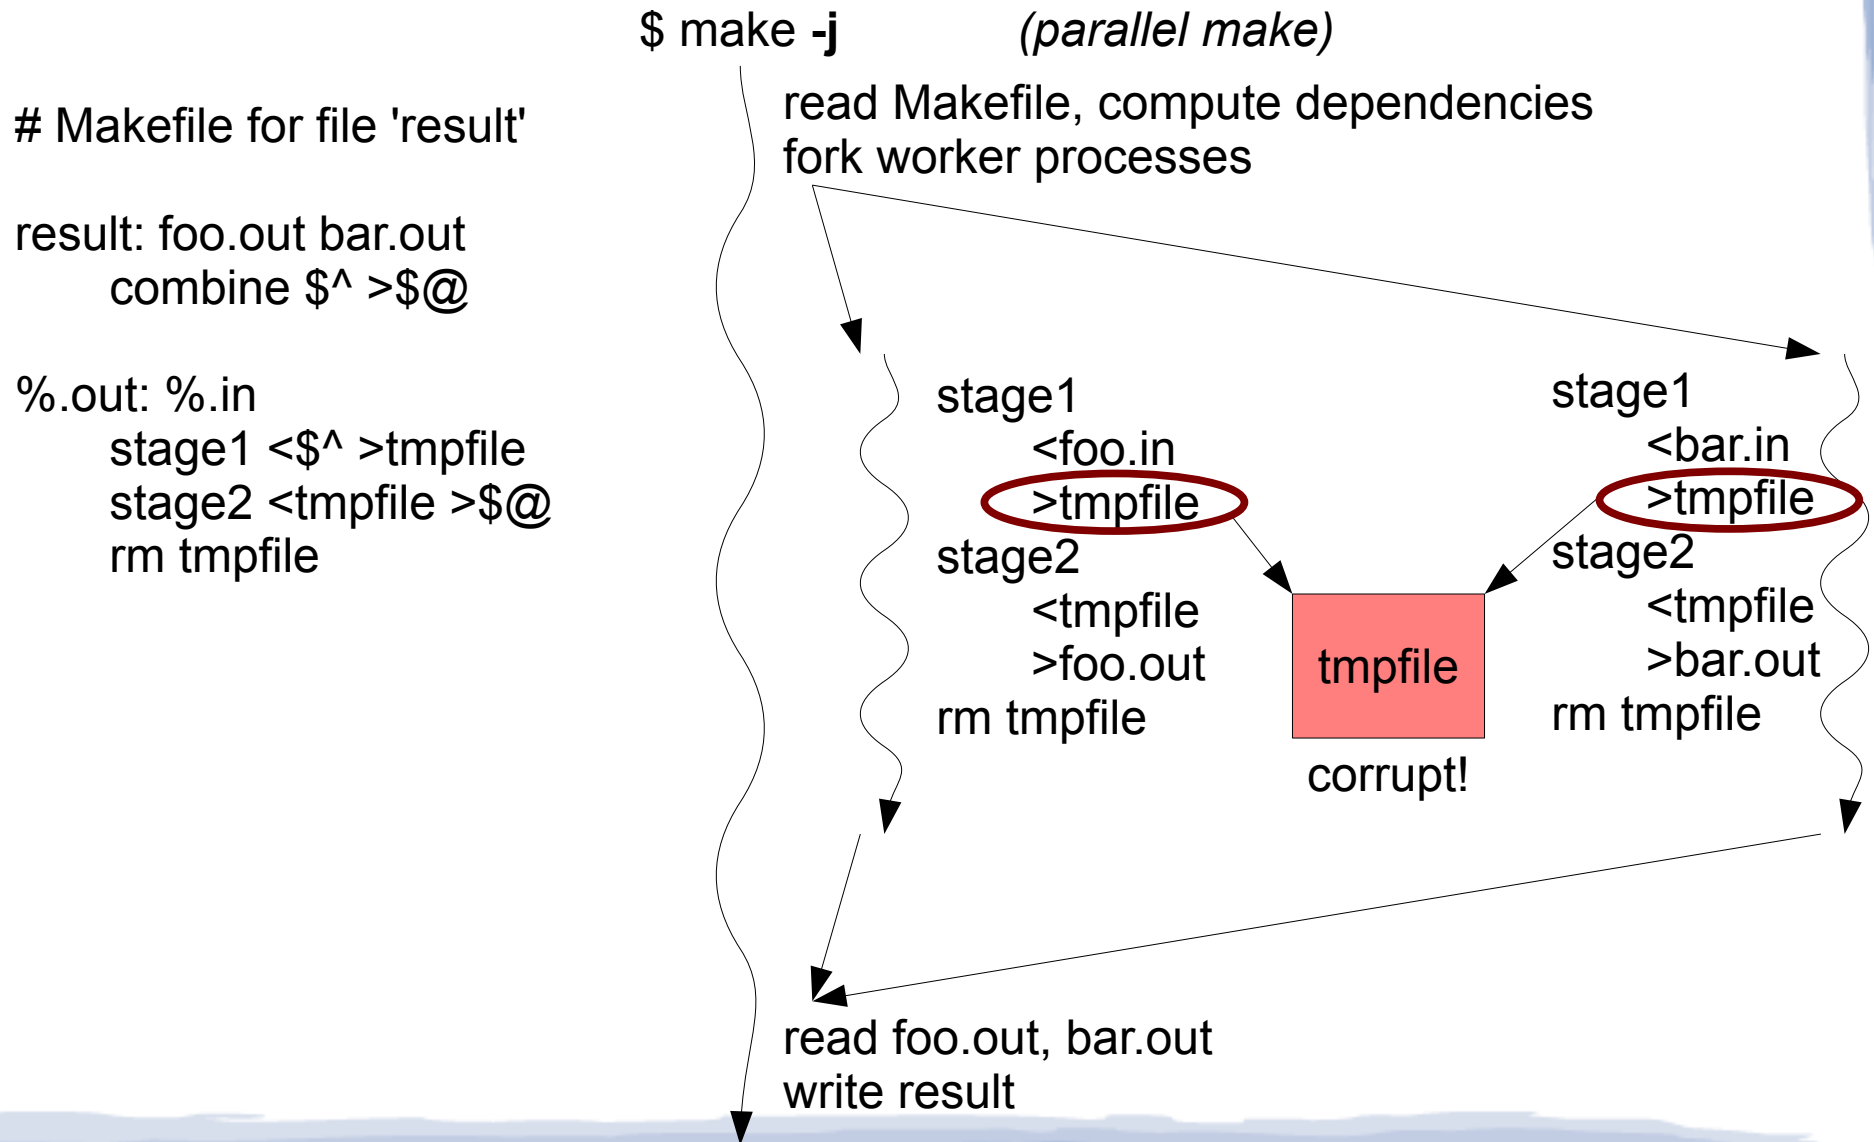 $ make -j (parallel make)
# Makefile for file 'result'
result: foo.out bar.out
combine $^ >$@
%.out: %.in
stage1 <$^ >tmpfile
stage2 <tmpfile >$@
rm tmpfile
read Makefile, compute dependencies
fork worker processes
stage1
<foo.in
>tmpfile
stage2
<tmpfile
>foo.out
rm tmpfile
tmpfile
corrupt!
stage1
<bar.in
>tmpfile
stage2
<tmpfile
>bar.out
rm tmpfile
read foo.out, bar.out
write result